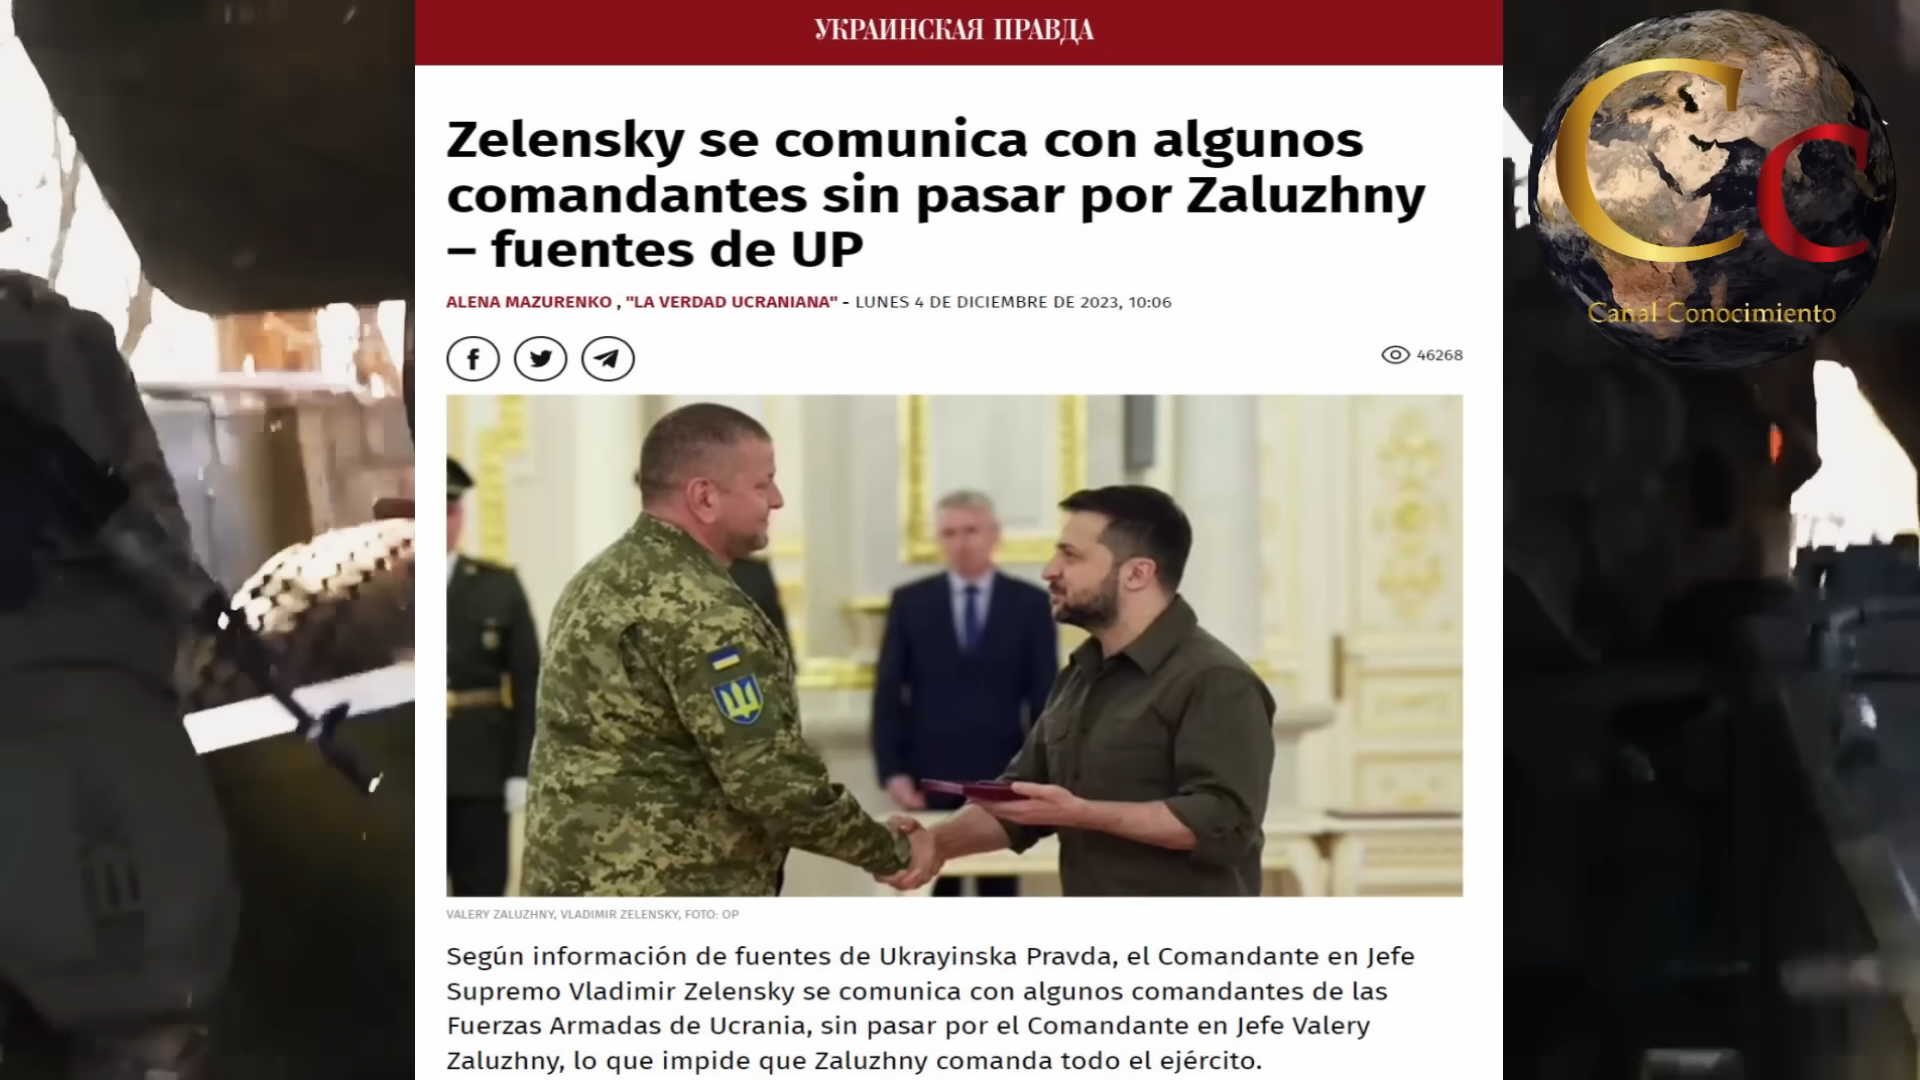 УКРАИНСКАЯ ПРАВДА
Zelensky se comunica con algunos
comandantes sin pasar por Zaluzhny
– fuentes de UP
ALENA MAZURENKO , "LA VERDAD UCRANIANA" - LUNES 4 DE DICIEMBRE DE 2023, 10:06
46268
Cc
Canal Conocimiento
VALERY ZALUZHNY, VLADIMIR ZELENSKY, FOTO: OP
Según información de fuentes de Ukrayinska Pravda, el Comandante en Jefe
Supremo Vladimir Zelensky se comunica con algunos comandantes de las
Fuerzas Armadas de Ucrania, sin pasar por el Comandante en Jefe Valery
Zaluzhny, lo que impide que Zaluzhny comanda todo el ejército.